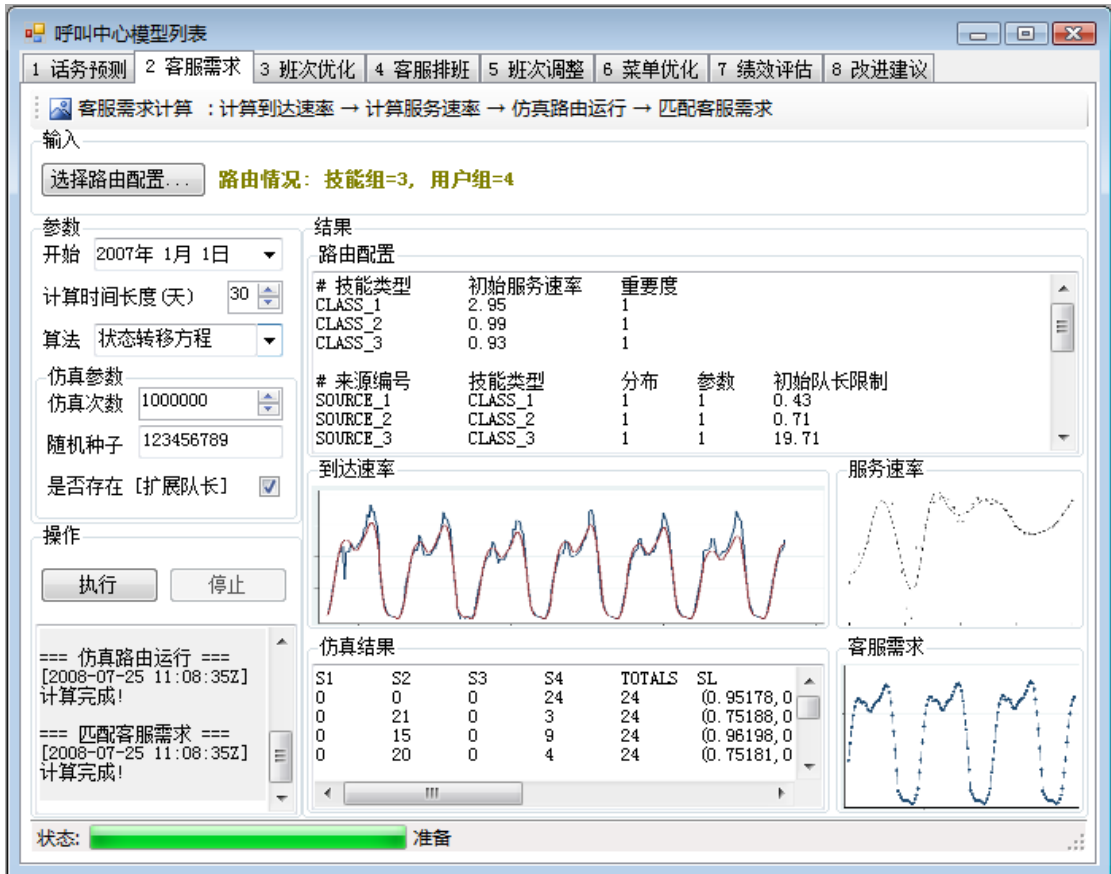 呼叫中心模型列表
1 话务预测 2 客服需求 3 班次优化 4 客服排班 5 班次调整 6 菜单优化 7 绩效评估 8 改进建议
客服需求计算 :计算到达速率 → 计算服务速率 → 仿真路由运行 → 匹配客服需求
输入
选择路由配置... 路由情况: 技能组=3, 用户组=4
参数
开始 2007年 1月 1日
计算时间长度(天) 30
算法 状态转移方程
仿真参数
仿真次数 1000000
随机种子 123456789
是否存在 [扩展队长]
操作
执行 停止
=== 仿真路由运行 ===
[2008-07-25 11:08:35Z]
计算完成!
=== 匹配客服需求 ===
[2008-07-25 11:08:35Z]
计算完成!
结果
路由配置
# 技能类型 初始服务速率 重要度
CLASS_1 2.95 1
CLASS_2 0.99 1
CLASS_3 0.93 1
# 来源编号 技能类型 分布 参数 初始队长限制
SOURCE_1 CLASS_1 1 1 0.43
SOURCE_2 CLASS_2 1 1 0.71
SOURCE_3 CLASS_3 1 1 19.71
到达速率
服务速率
仿真结果
S1 S2 S3 S4 TOTALS SL
0 0 0 24 24 (0.95178,0
0 21 0 3 24 (0.75188,0
0 15 0 9 24 (0.96198,0
0 20 0 4 24 (0.75181,0
客服需求
状态: 准备